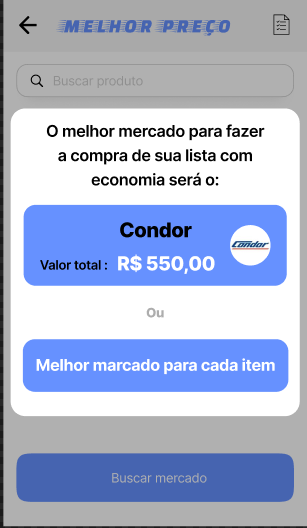 MELHOR PREÇO
Buscar produto
O melhor mercado para fazer
a compra de sua lista com
economia será o:
Condor
Condor
Valor total : R$ 550,00
Ou
Melhor marcado para cada item
Buscar mercado